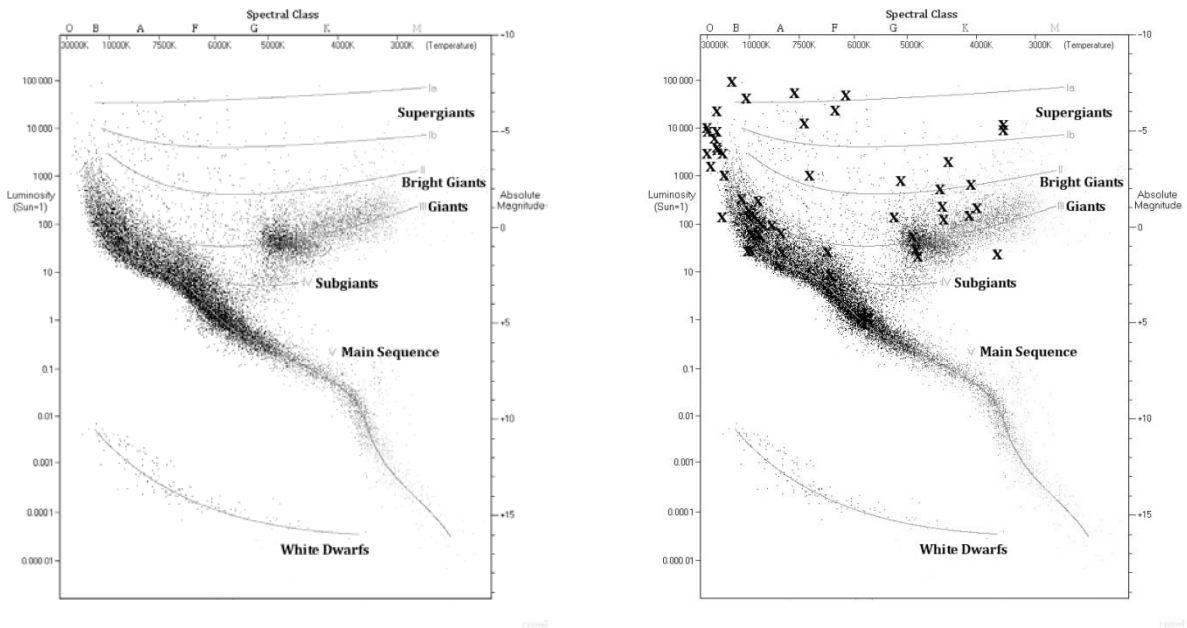 Spectral Class
O B A F G K M
30000K 10000K 7500K 6000K 5000K 4000K 3000K (Temperature)
-10
100 000
Ia
Supergiants
10 000
Ib
-5
1000
II
Bright Giants
Luminosity
(Sun=1)
Absolute
Magnitude
III Giants
100
0
10
IV Subgiants
1
+5
V Main Sequence
0.1
0.01
+10
0.001
0.0001
+15
White Dwarfs
0.000 01
Spectral Class
O B A F G K M
30000K 10000K 7500K 6000K 5000K 4000K 3000K (Temperature)
-10
100 000
Ia
Supergiants
10 000
Ib
-5
1000
II
Bright Giants
Luminosity
(Sun=1)
Absolute
Magnitude
III Giants
100
0
10
IV Subgiants
1
+5
V Main Sequence
0.1
0.01
+10
0.001
0.0001
+15
White Dwarfs
0.000 01